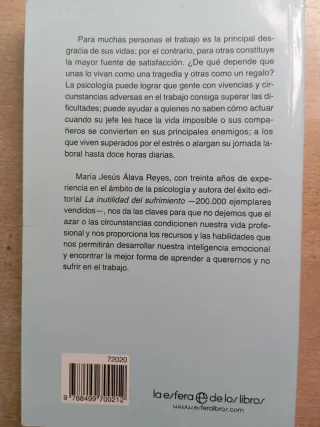 Para muchas personas el trabajo es la principal des-
gracia de sus vidas; por el contrario, para otras constituye
la mayor fuente de satisfacción. ¿De qué depende que
unas lo vivan como una tragedia y otras como un regalo?
La psicología puede lograr que gente con vivencias y cir-
cunstancias adversas en el trabajo consiga superar las di-
ficultades; puede ayudar a quienes no saben cómo actuar
cuando su jefe les hace la vida imposible o sus compa-
ñeros se convierten en sus principales enemigos; a los
que viven superados por el estrés o alargan su jornada la-
boral hasta doce horas diarias.
María Jesús Álava Reyes, con treinta años de expe-
riencia en el ámbito de la psicología y autora del éxito edi-
torial La inutilidad del sufrimiento —200.000 ejemplares
vendidos—, nos da las claves para que no dejemos que el
azar o las circunstancias condicionen nuestra vida profe-
sional y nos proporciona los recursos y las habilidades que
nos permitirán desarrollar nuestra inteligencia emocional
y encontrar la mejor forma de aprender a querernos y no
sufrir en el trabajo.
72020
9 788499 700212
la esfera de los libros
www.esferalibros.com